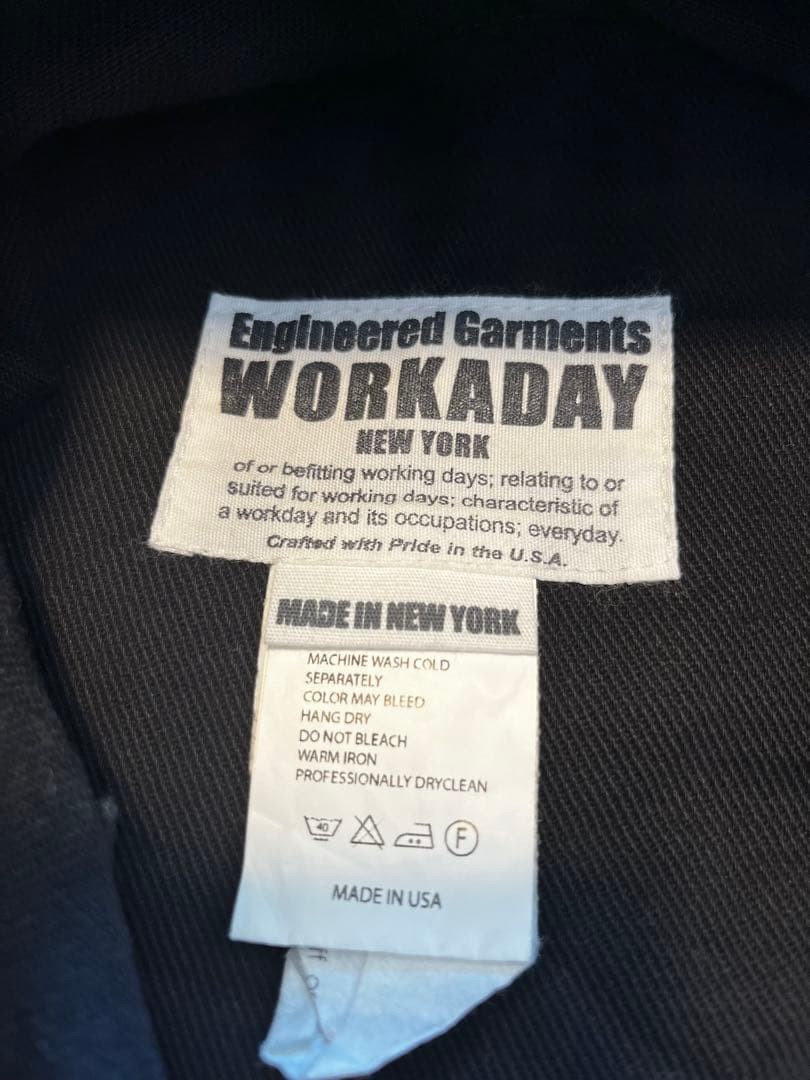 Engineered Garments
WORKADAY
NEW YORK
of or befitting working days; relating to or
suited for working days; characteristic of
a workday and its occupations; everyday.
Crafted with Pride in the U.S.A.
MADE IN NEW YORK
MACHINE WASH COLD
SEPARATELY
COLOR MAY BLEED
HANG DRY
DO NOT BLEACH
WARM IRON
PROFESSIONALLY DRYCLEAN
40 F
MADE IN USA